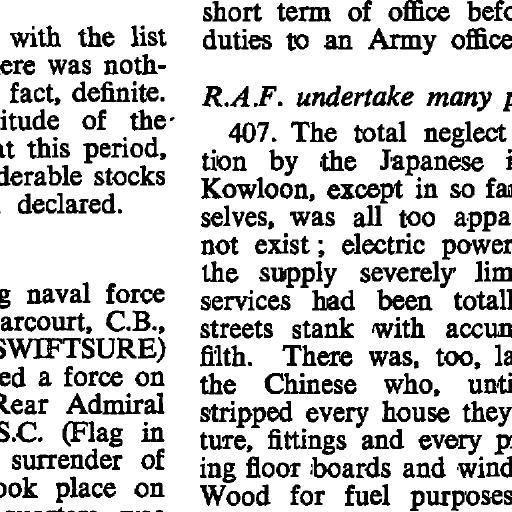 with the list
ere was noth-
fact, definite.
itude of the
at this period,
derable stocks
declared.
g naval force
arcourt, C.B.,
SWIFTSURE)
ed a force on
Rear Admiral
S.C. (Flag in
surrender of
ook place on
short term of office befo
duties to an Army office
R.A.F. undertake many p
407. The total neglect
tion by the Japanese i
Kowloon, except in so fa
selves, was all too appa
not exist; electric power
the supply severely lim
services had been totall
streets stank with accum
filth. There was, too, la
the Chinese who, unti
stripped every house they
ture, fittings and every p
ing floor boards and wind
Wood for fuel purposes